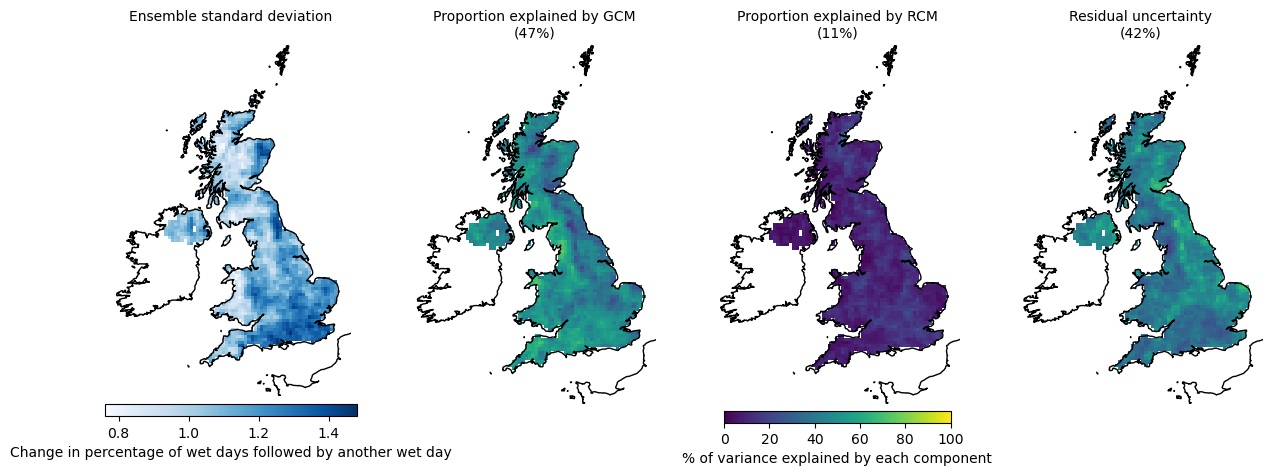 Ensemble standard deviation
Proportion explained by GCM
(47%)
Proportion explained by RCM
(11%)
Residual uncertainty
(42%)
0.8 1.0 1.2 1.4
Change in percentage of wet days followed by another wet day
0 20 40 60 80 100
% of variance explained by each component